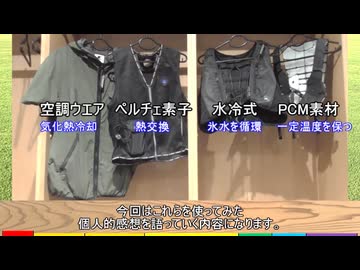 空調ウエア ペルチェ素子 水冷式 PCM素材
気化熱冷却 熱交換 氷水を循環 一定温度を保つ
今回はこれらを使ってみた
個人的感想を語っていく内容になります。